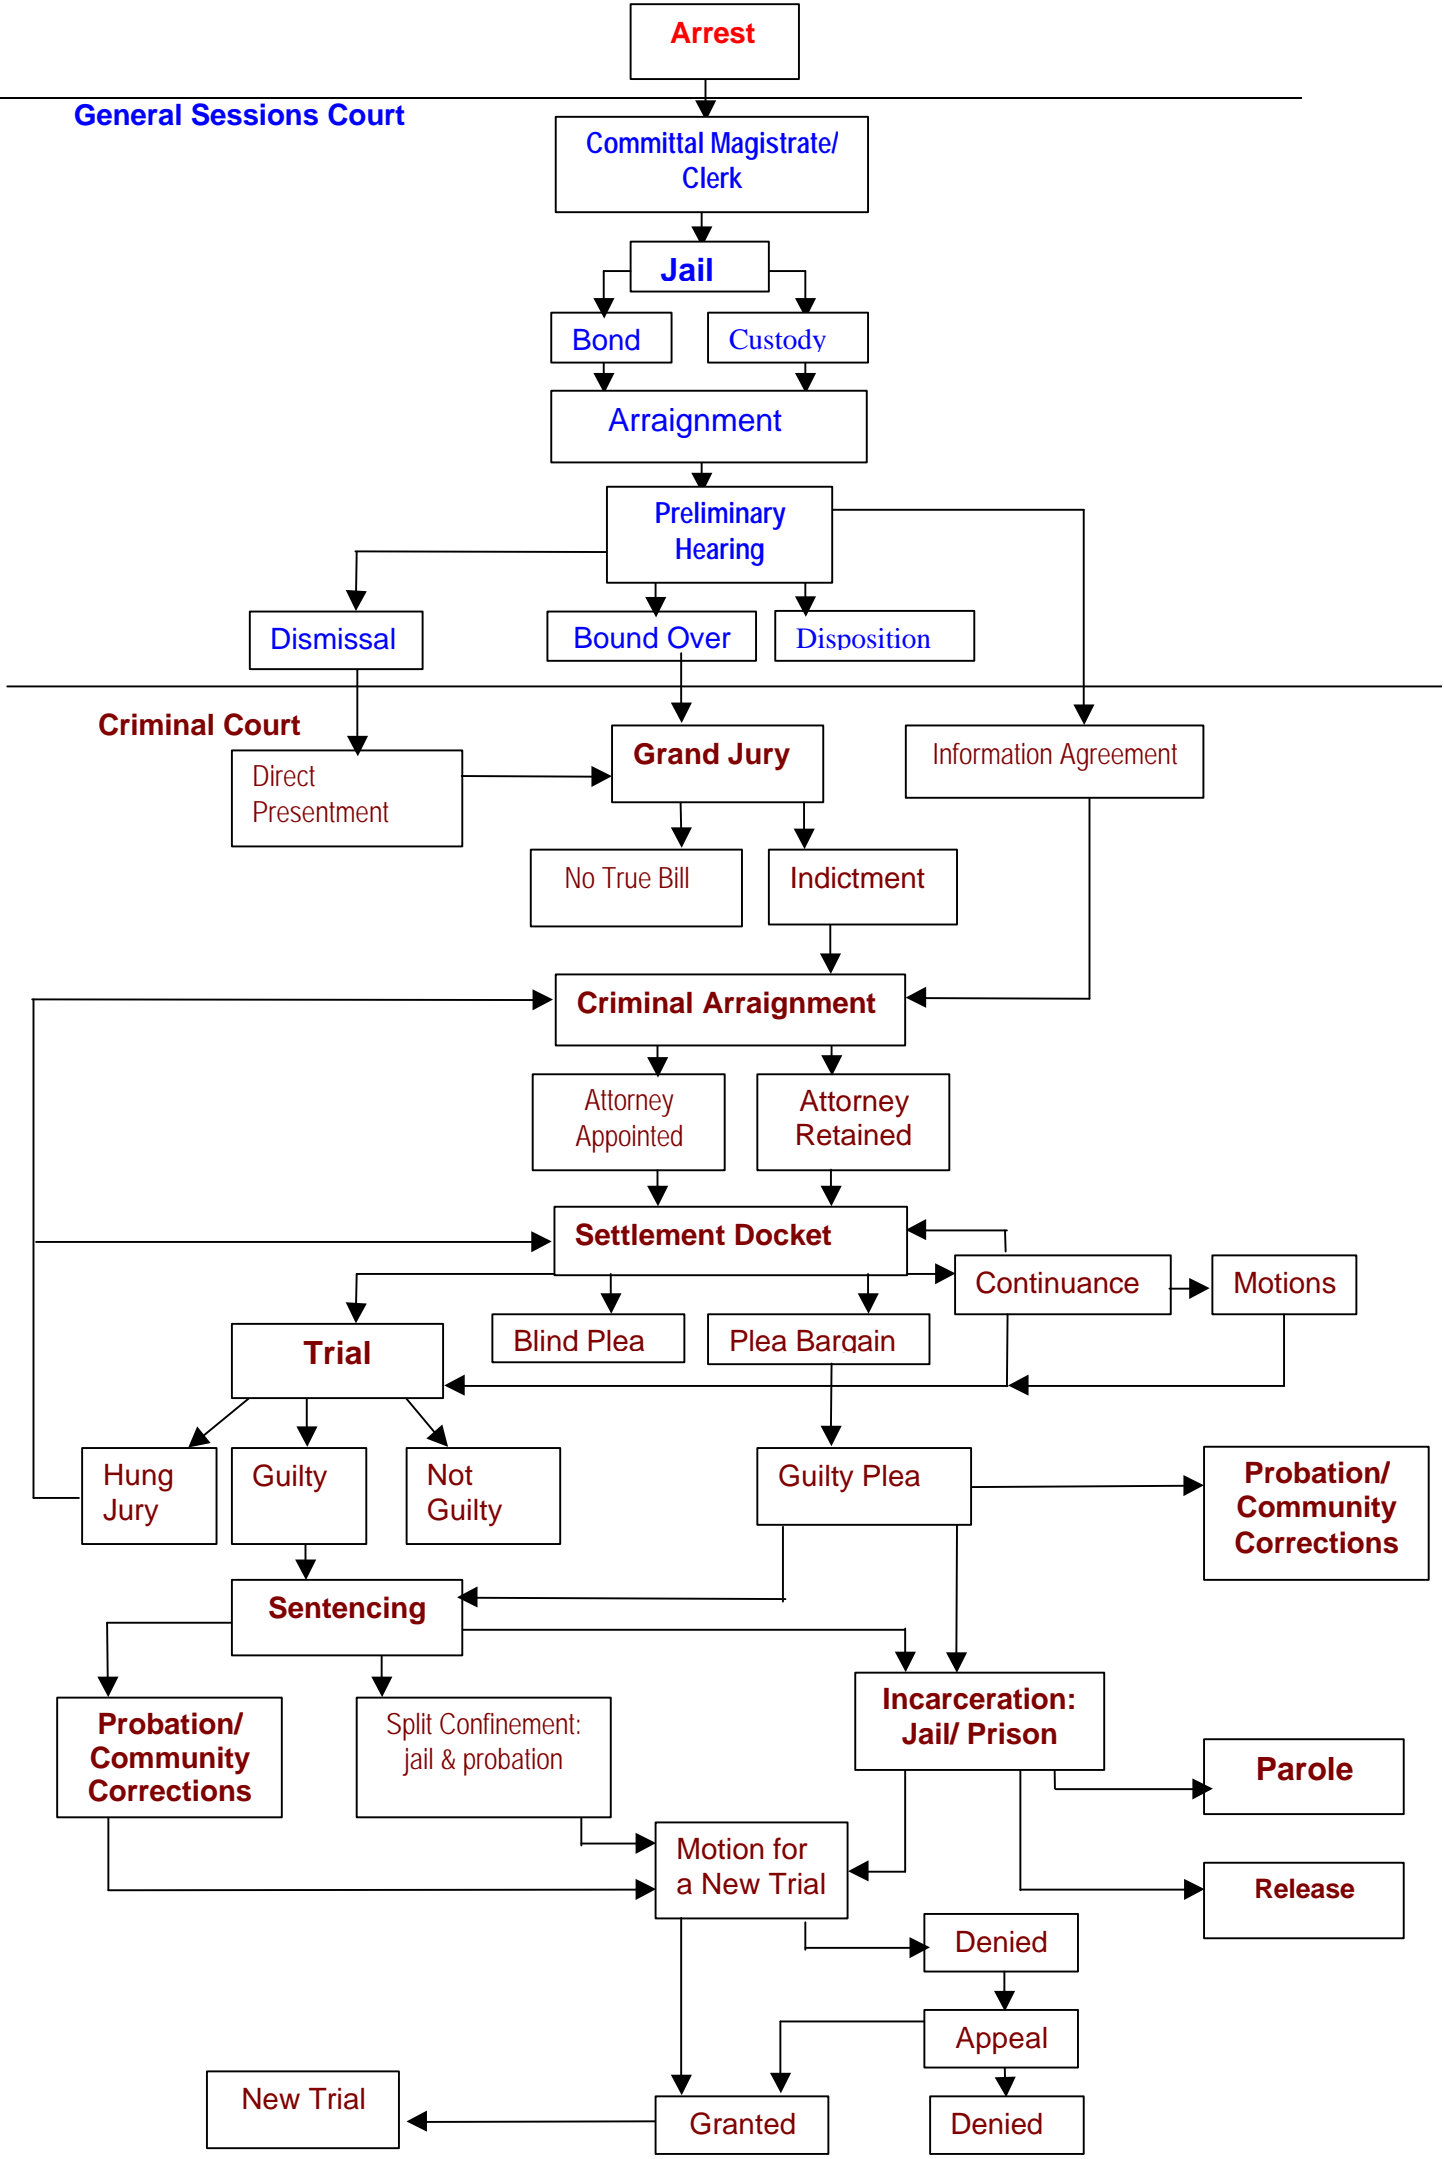 Arrest
General Sessions Court
Committal Magistrate/
Clerk
Jail
Bond
Custody
Arraignment
Preliminary
Hearing
Dismissal
Bound Over
Disposition
Criminal Court
Direct
Presentment
Grand Jury
Information Agreement
No True Bill
Indictment
Criminal Arraignment
Attorney
Appointed
Attorney
Retained
Settlement Docket
Continuance
Motions
Trial
Blind Plea
Plea Bargain
Hung
Jury
Guilty
Not
Guilty
Guilty Plea
Probation/
Community
Corrections
Sentencing
Probation/
Community
Corrections
Split Confinement:
jail & probation
Incarceration:
Jail/ Prison
Parole
Motion for
a New Trial
Release
Denied
Appeal
New Trial
Granted
Denied